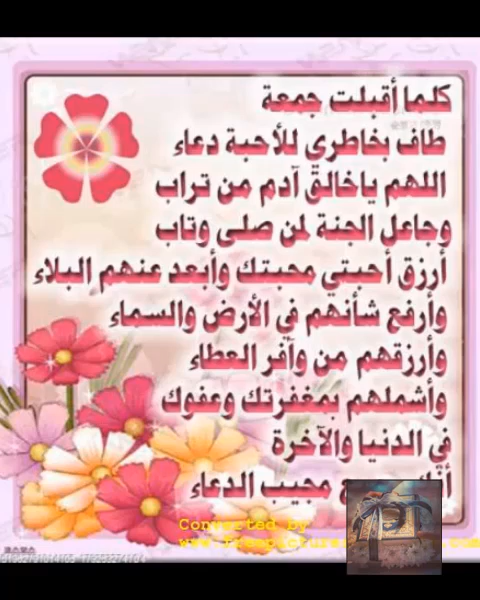 كلما أقبلت جمعة
طاف بخاطري للأحبة دعاء
اللهم ياخالق آدم من تراب
وجاعل الجنة لمن صلى وتاب
أرزق أحبتي محبتك وأبعد عنهم البلاء
وأرفع شأنهم في الأرض والسماء
وأرزقهم من وآفر العطاء
وأشملهم بمغفرتك وعفوك
في الدنيا والآخرة
مجيب الدعاء
Converted by